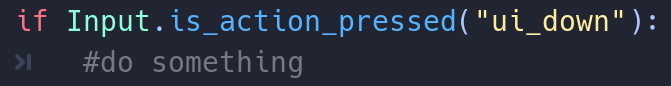 if Input.is_action_pressed("ui_down"):
#do something